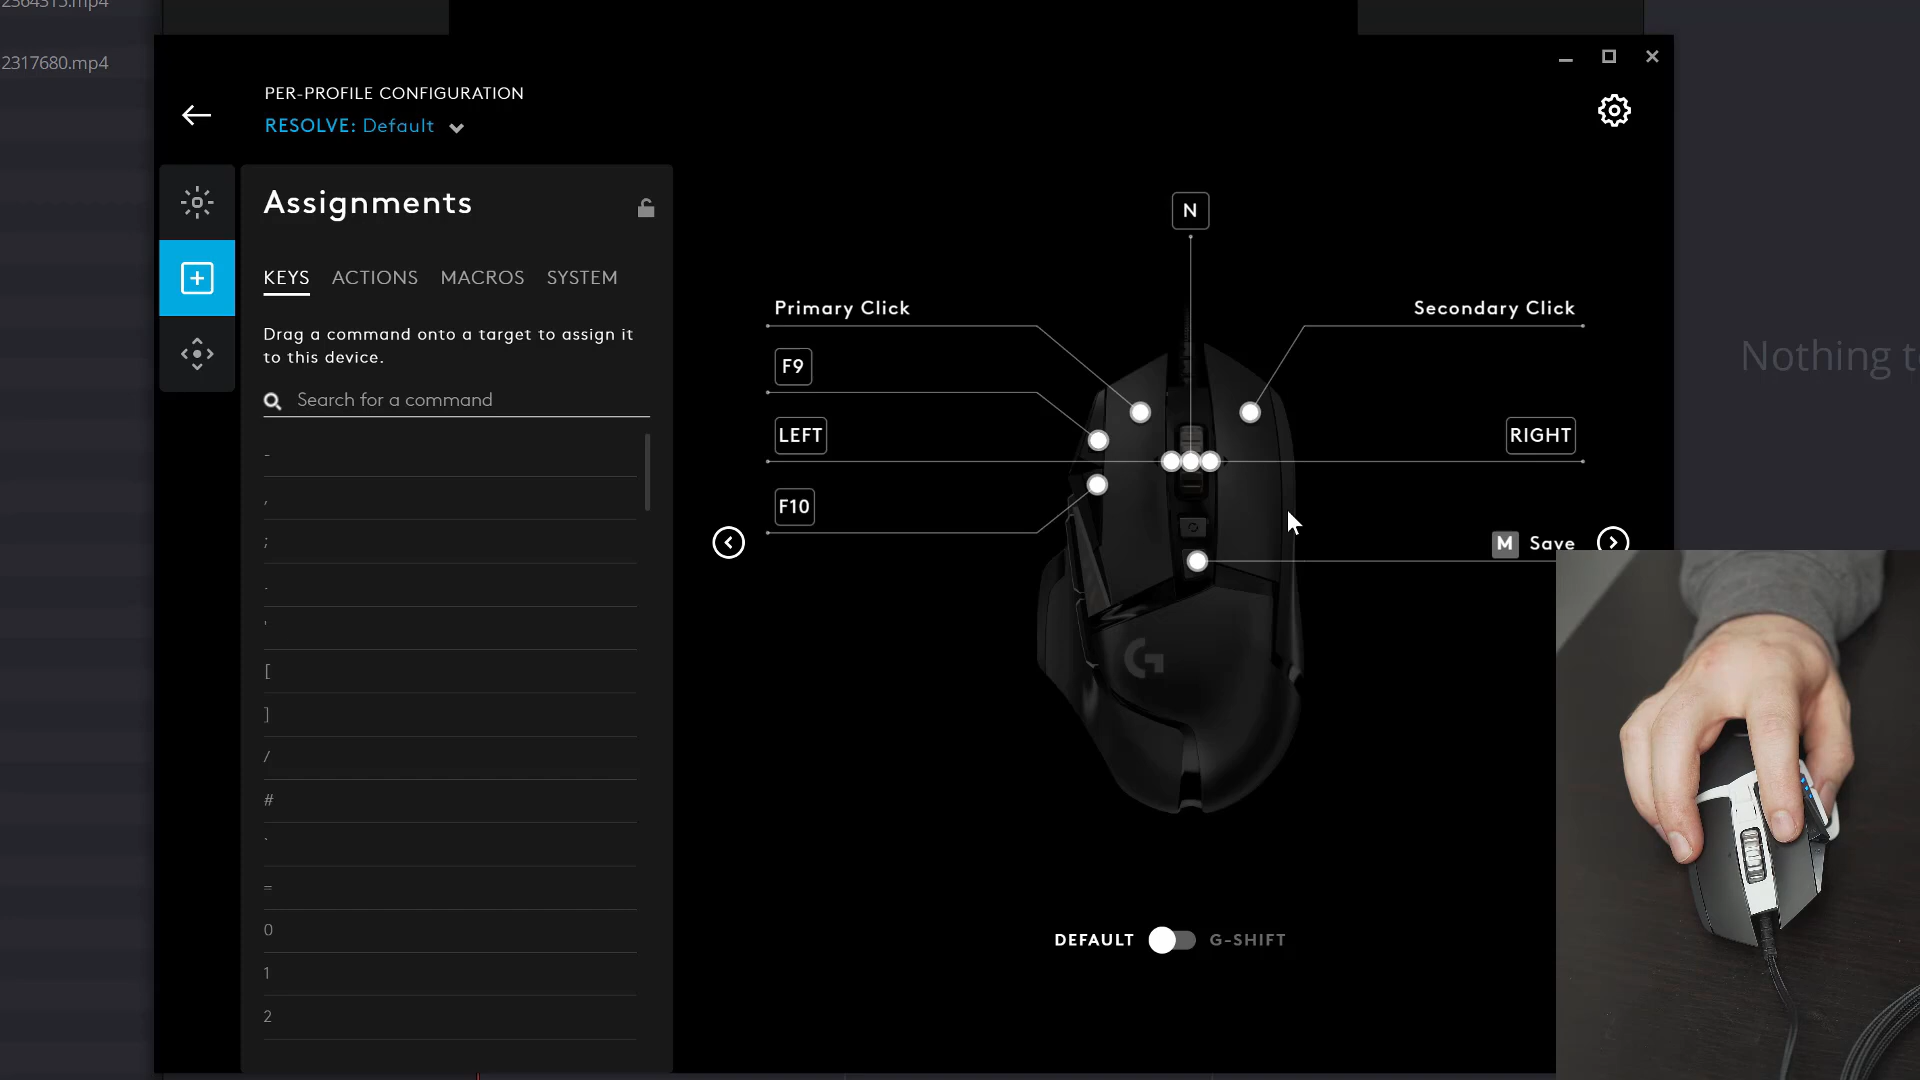 2364315.mp4
2317680.mp4
PER-PROFILE CONFIGURATION
RESOLVE: Default
Assignments
KEYS ACTIONS MACROS SYSTEM
Drag a command onto a target to assign it
to this device.
Search for a command
-
,
;
.
'
[
]
/
#
`
=
0
1
2
N
Primary Click
Secondary Click
F9
LEFT
RIGHT
F10
M Save
DEFAULT G-SHIFT
Nothing t